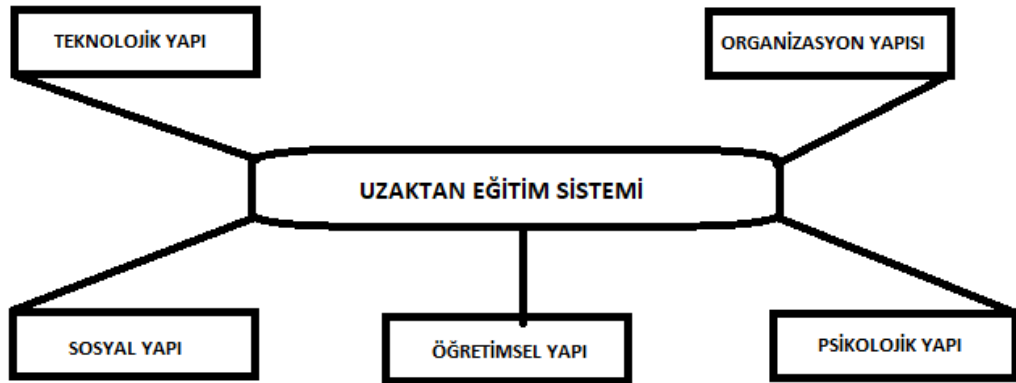 TEKNOLOJİK YAPI
ORGANİZASYON YAPISI
UZAKTAN EĞİTİM SİSTEMİ
SOSYAL YAPI
ÖĞRETİMSEL YAPI
PSİKOLOJİK YAPI